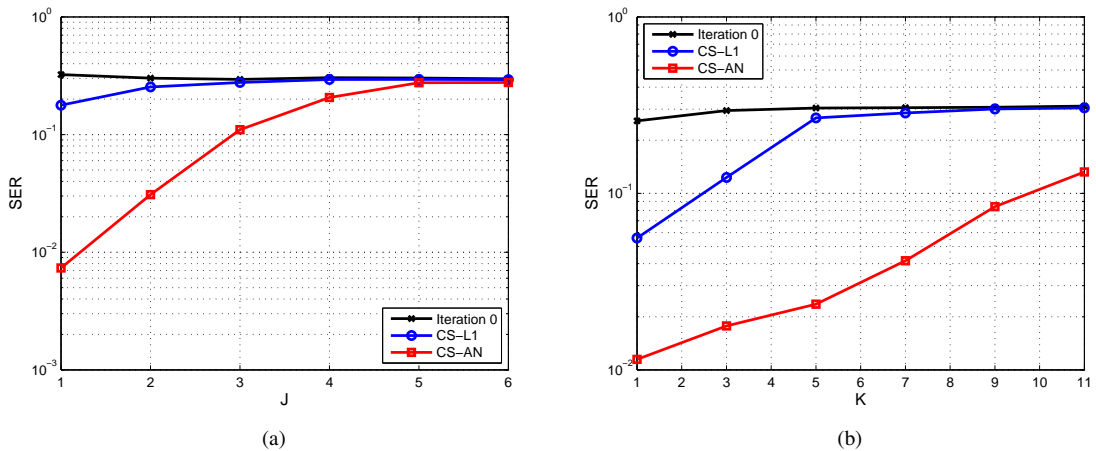 10^0
10^-1
10^-2
10^-3
SER
1 2 3 4 5 6
J
Iteration 0
CS-L1
CS-AN
(a)
10^0
10^-1
10^-2
SER
1 2 3 4 5 6 7 8 9 10 11
K
Iteration 0
CS-L1
CS-AN
(b)